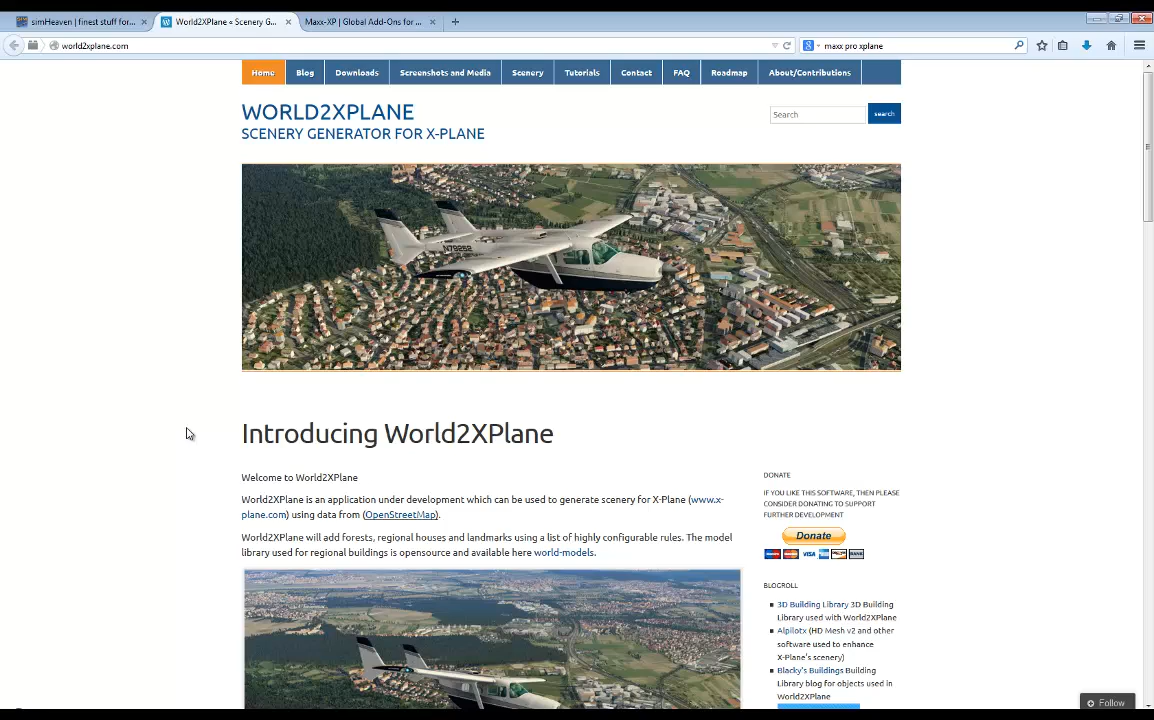 simHeaven | finest stuff for...
World2XPlane « Scenery G...
Maxx-XP | Global Add-Ons for ...
world2xplane.com
maxx pro xplane
Home Blog Downloads Screenshots and Media Scenery Tutorials Contact FAQ Roadmap About/Contributions
WORLD2XPLANE
SCENERY GENERATOR FOR X-PLANE
Search
search
Introducing World2XPlane
Welcome to World2XPlane
World2XPlane is an application under development which can be used to generate scenery for X-Plane (www.x-
plane.com) using data from (OpenStreetMap).
World2XPlane will add forests, regional houses and landmarks using a list of highly configurable rules. The model
library used for regional buildings is opensource and available here world-models.
DONATE
IF YOU LIKE THIS SOFTWARE, THEN PLEASE
CONSIDER DONATING TO SUPPORT
FURTHER DEVELOPMENT
Donate
VISA
BANK
BLOGROLL
3D Building Library 3D Building
Library used with World2XPlane
Alpilotx (HD Mesh v2 and other
software used to enhance
X-Plane's scenery)
Blacky's Buildings Building
Library blog for objects used in
World2XPlane
Follow